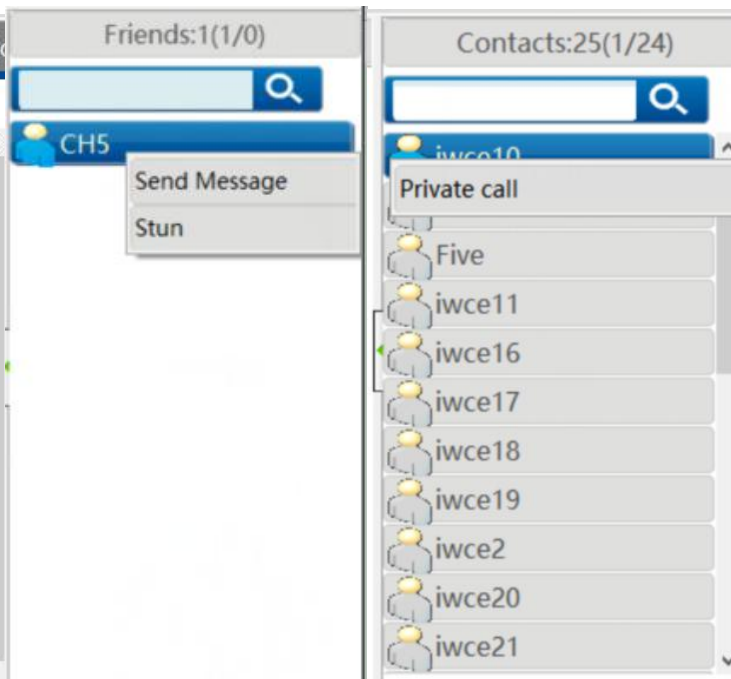 Friends:1(1/0)
CH5
Send Message
Stun
Contacts:25(1/24)
iwce10
Private call
Five
iwce11
iwce16
iwce17
iwce18
iwce19
iwce2
iwce20
iwce21